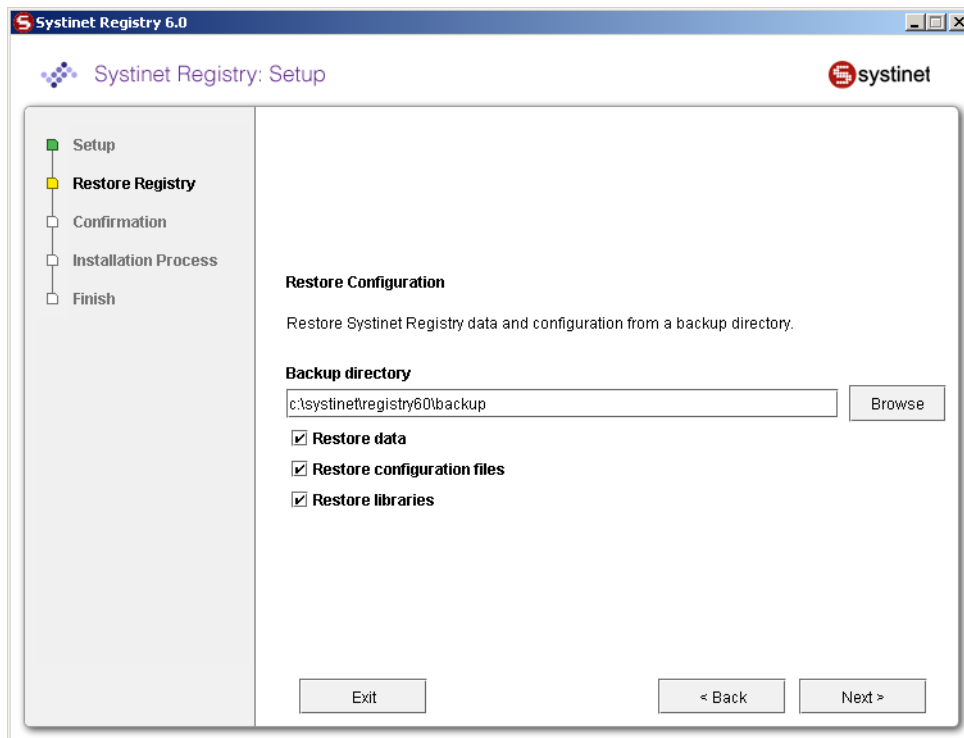 Systinet Registry 6.0
Systinet Registry: Setup
systinet
Setup
Restore Registry
Confirmation
Installation Process
Finish
Restore Configuration
Restore Systinet Registry data and configuration from a backup directory.
Backup directory
c:\systinet\registry60\backup
Browse
Restore data
Restore configuration files
Restore libraries
Exit
< Back
Next >